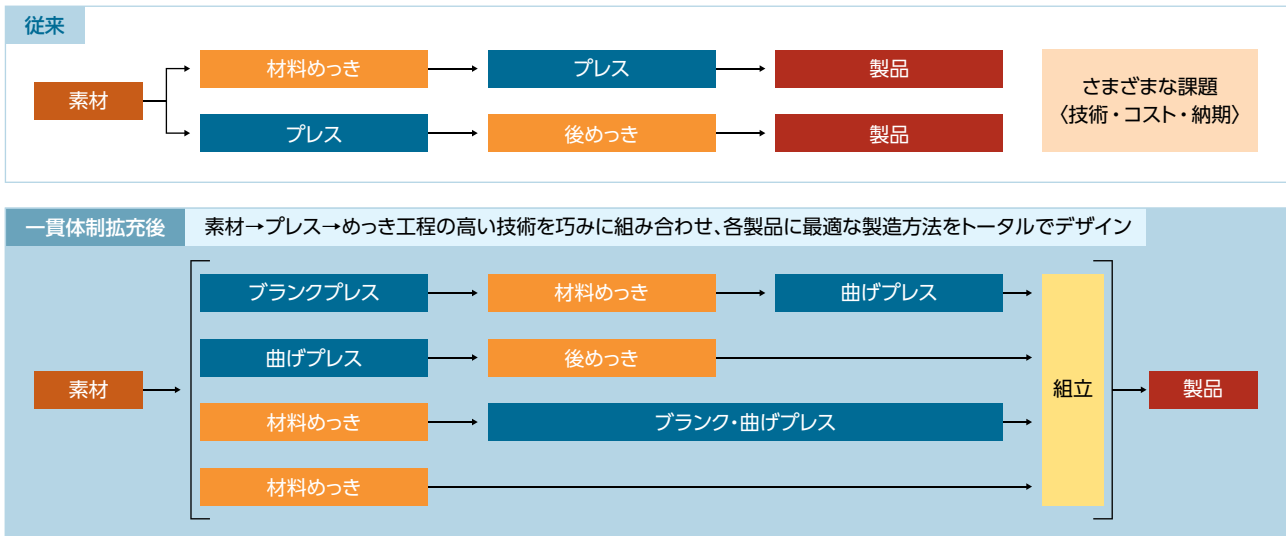 従来
素材
材料めっき
プレス
製品
プレス
後めっき
製品
さまざまな課題
〈技術・コスト・納期〉
一貫体制拡充後
素材→プレス→めっき工程の高い技術を巧みに組み合わせ、各製品に最適な製造方法をトータルでデザイン
素材
ブランクプレス
材料めっき
曲げプレス
曲げプレス
後めっき
材料めっき
ブランク・曲げプレス
材料めっき
組立
製品